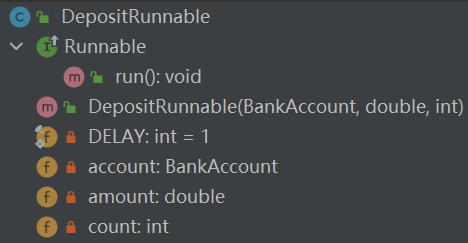 DepositRunnable
Runnable
run(): void
DepositRunnable(BankAccount, double, int)
DELAY: int = 1
account: BankAccount
amount: double
count: int